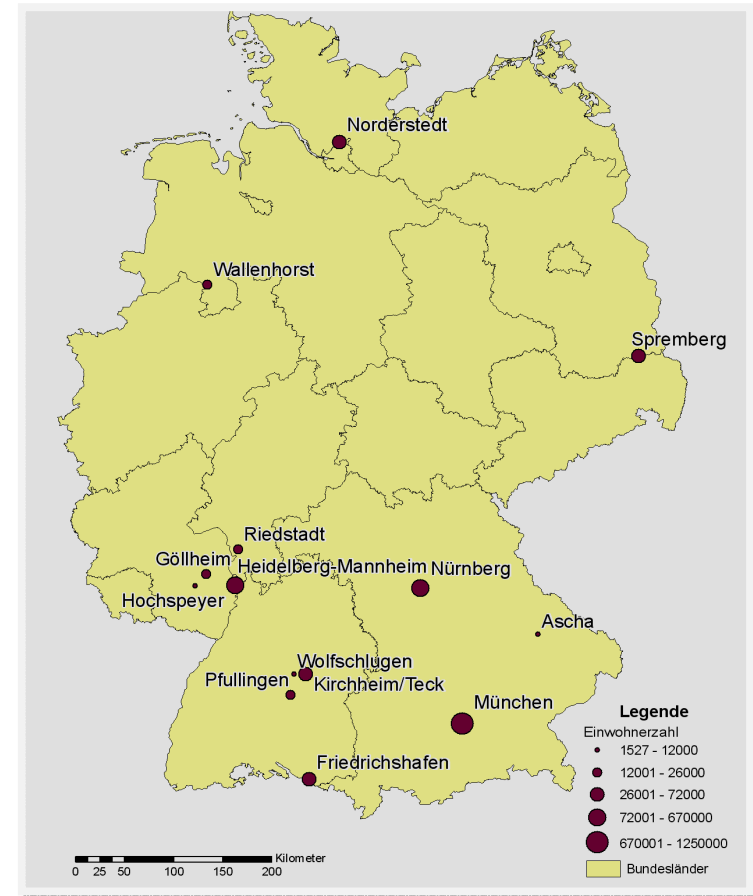 Norderstedt
Wallenhorst
Spremberg
Riedstadt
Göllheim
Heidelberg-Mannheim
Nürnberg
Hochspeyer
Ascha
Wolfschlugen
Pfullingen
Kirchheim/Teck
München
Friedrichshafen
Legende
Einwohnerzahl
1527 - 12000
12001 - 26000
26001 - 72000
72001 - 670000
670001 - 1250000
Bundesländer
Kilometer
0 25 50 100 150 200